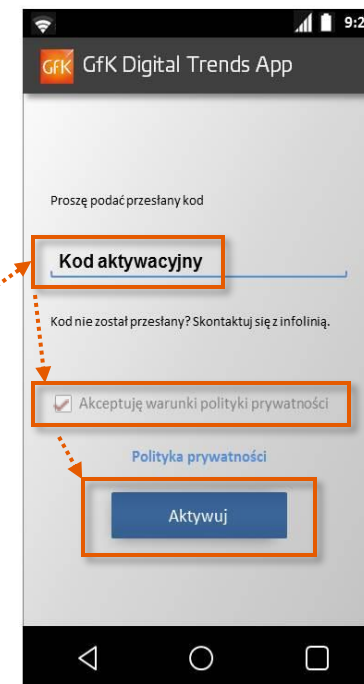 9:2
GfK GfK Digital Trends App
Proszę podać przesłany kod
Kod aktywacyjny
Kod nie został przesłany? Skontaktuj się z infolinią.
Akceptuję warunki polityki prywatności
Polityka prywatności
Aktywuj